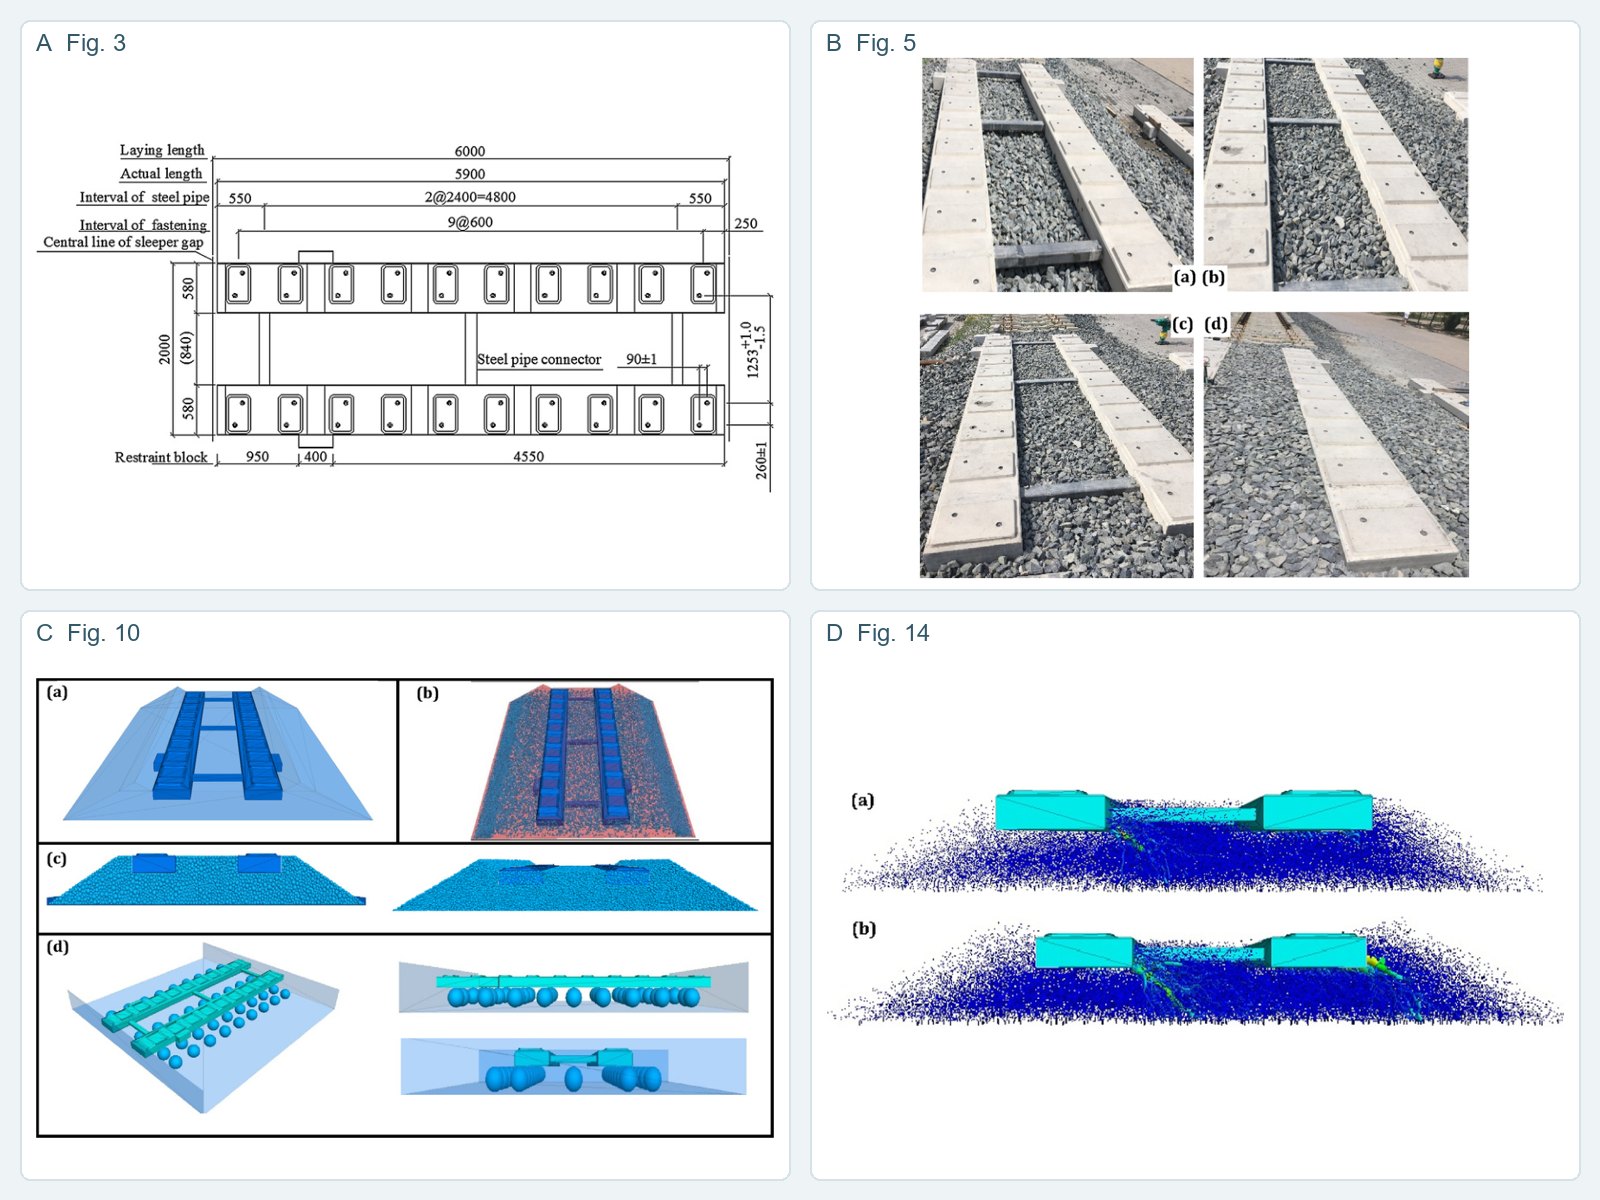 A Fig. 3
Laying length
6000
Actual length
5900
Interval of steel pipe
550
2@2400=4800
550
Interval of fastening
9@600
250
Central line of sleeper gap
580
2000
(840)
580
Steel pipe connector
90±1
1253+1.0-1.5
260±1
Restraint block
950
400
4550
B Fig. 5
(a)
(b)
(c)
(d)
C Fig. 10
(a)
(b)
(c)
(d)
D Fig. 14
(a)
(b)